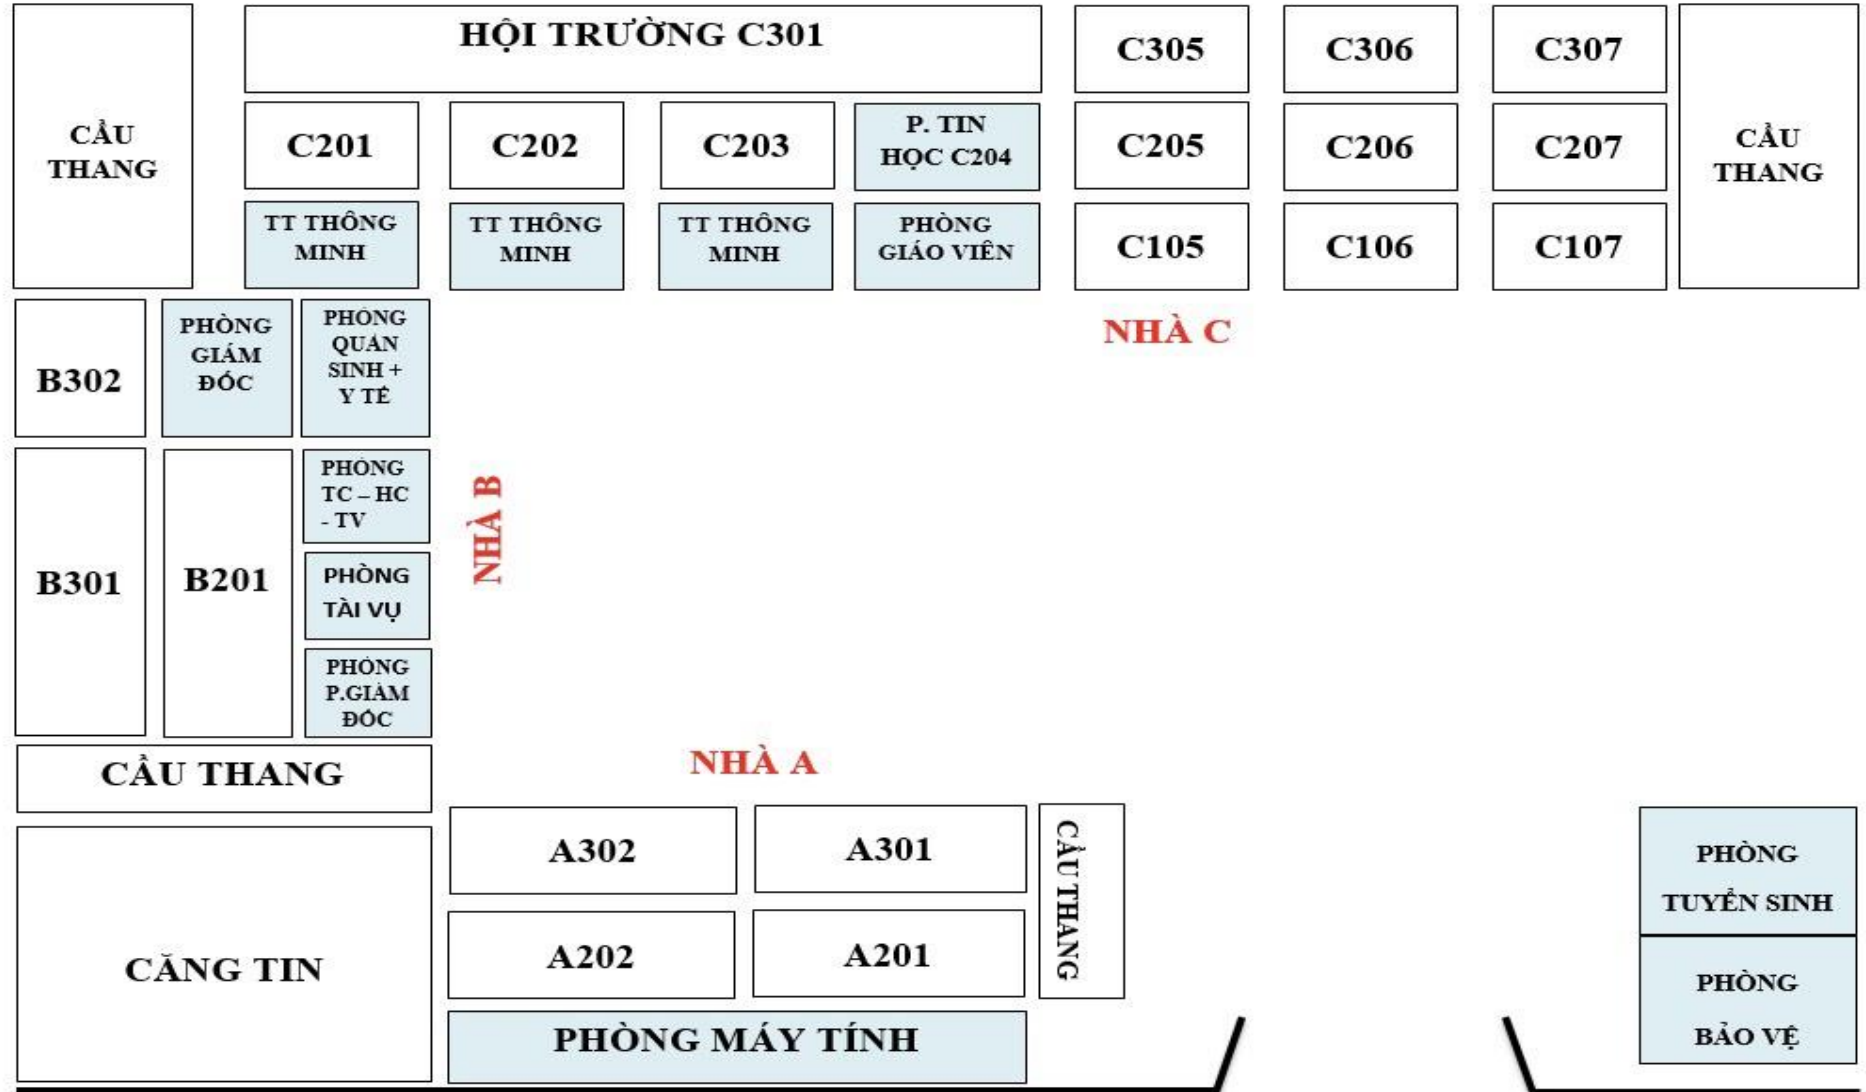 HỘI TRƯỜNG C301
C305
C306
C307
CẦU
THANG
C201
C202
C203
P. TIN
HỌC C204
C205
C206
C207
CẦU
THANG
TT THÔNG
MINH
TT THÔNG
MINH
TT THÔNG
MINH
PHÒNG
GIÁO VIÊN
C105
C106
C107
NHÀ C
B302
PHÒNG
GIÁM
ĐỐC
PHÒNG
QUẢN
SINH +
Y TẾ
B301
B201
PHÒNG
TC – HC
- TV
PHÒNG
TÀI VỤ
PHÒNG
P.GIÁM
ĐỐC
NHÀ B
CẦU THANG
NHÀ A
CĂNG TIN
A302
A301
A202
A201
CẦU THANG
PHÒNG MÁY TÍNH
PHÒNG
TUYỂN SINH
PHÒNG
BẢO VỆ